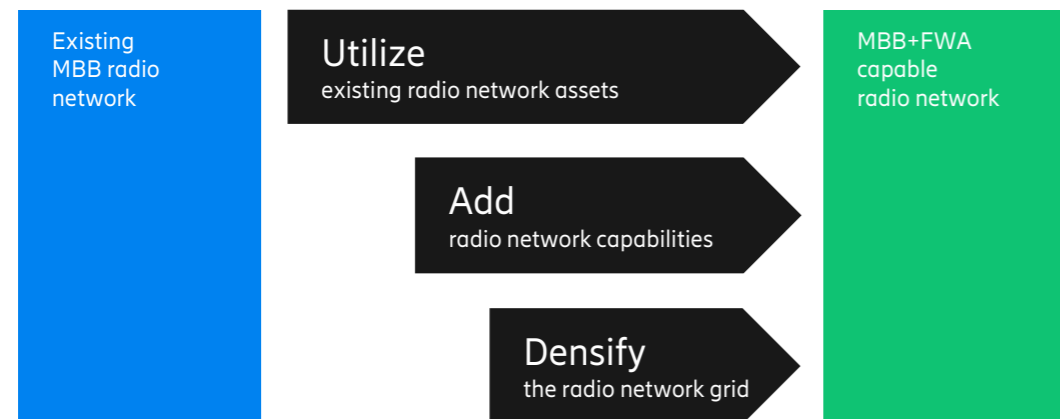 Existing
MBB radio
network
Utilize
existing radio network assets
Add
radio network capabilities
Densify
the radio network grid
MBB+FWA
capable
radio network